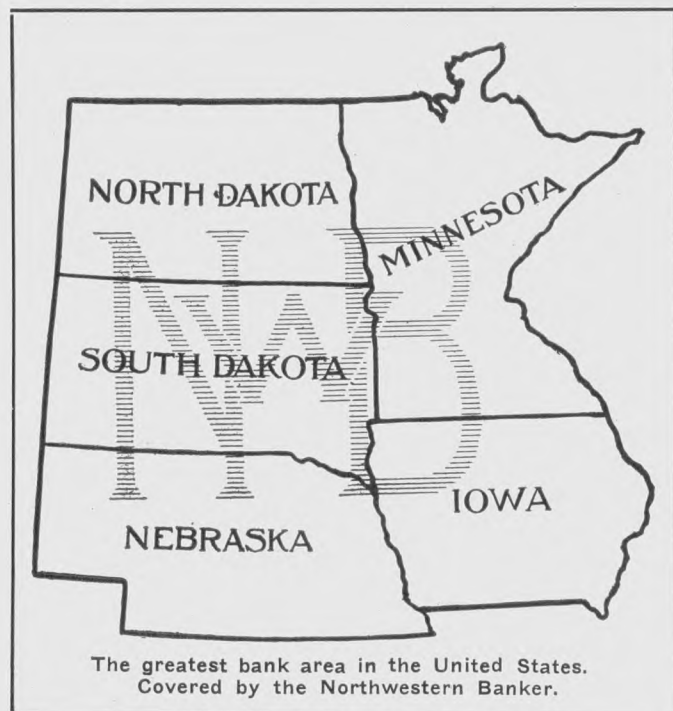 NORTH DAKOTA
MINNESOTA
NWB
SOUTH DAKOTA
IOWA
NEBRASKA
The greatest bank area in the United States.
Covered by the Northwestern Banker.